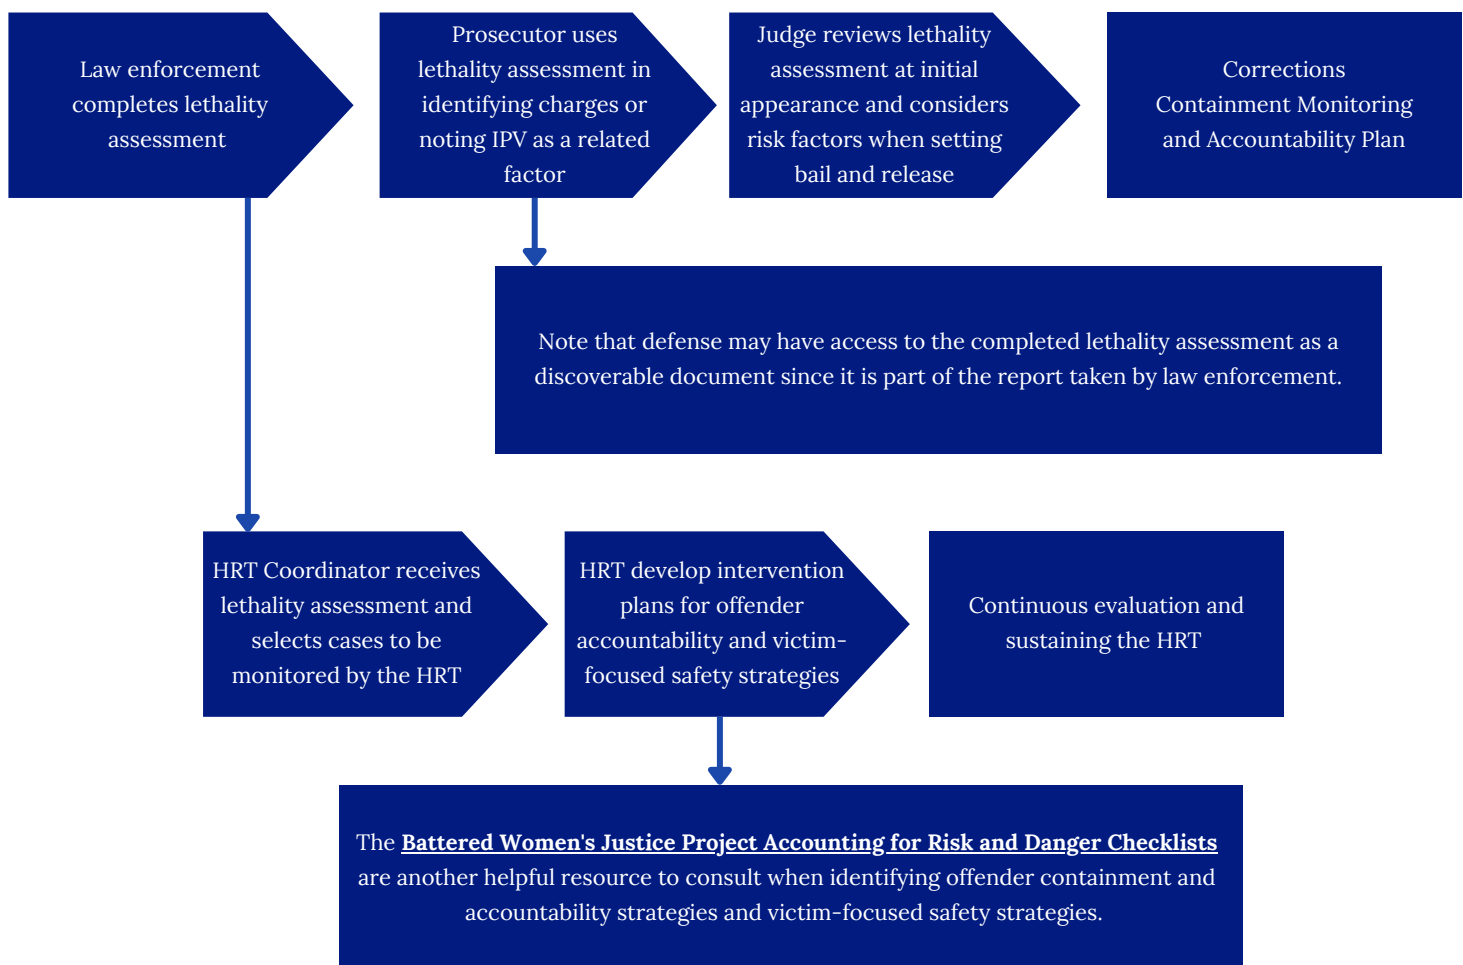 Law enforcement
completes lethality
assessment
Prosecutor uses
lethality assessment in
identifying charges or
noting IPV as a related
factor
Judge reviews lethality
assessment at initial
appearance and considers
risk factors when setting
bail and release
Corrections
Containment Monitoring
and Accountability Plan
Note that defense may have access to the completed lethality assessment as a
discoverable document since it is part of the report taken by law enforcement.
HRT Coordinator receives
lethality assessment and
selects cases to be
monitored by the HRT
HRT develop intervention
plans for offender
accountability and victim-
focused safety strategies
Continuous evaluation and
sustaining the HRT
The Battered Women's Justice Project Accounting for Risk and Danger Checklists
are another helpful resource to consult when identifying offender containment and
accountability strategies and victim-focused safety strategies.